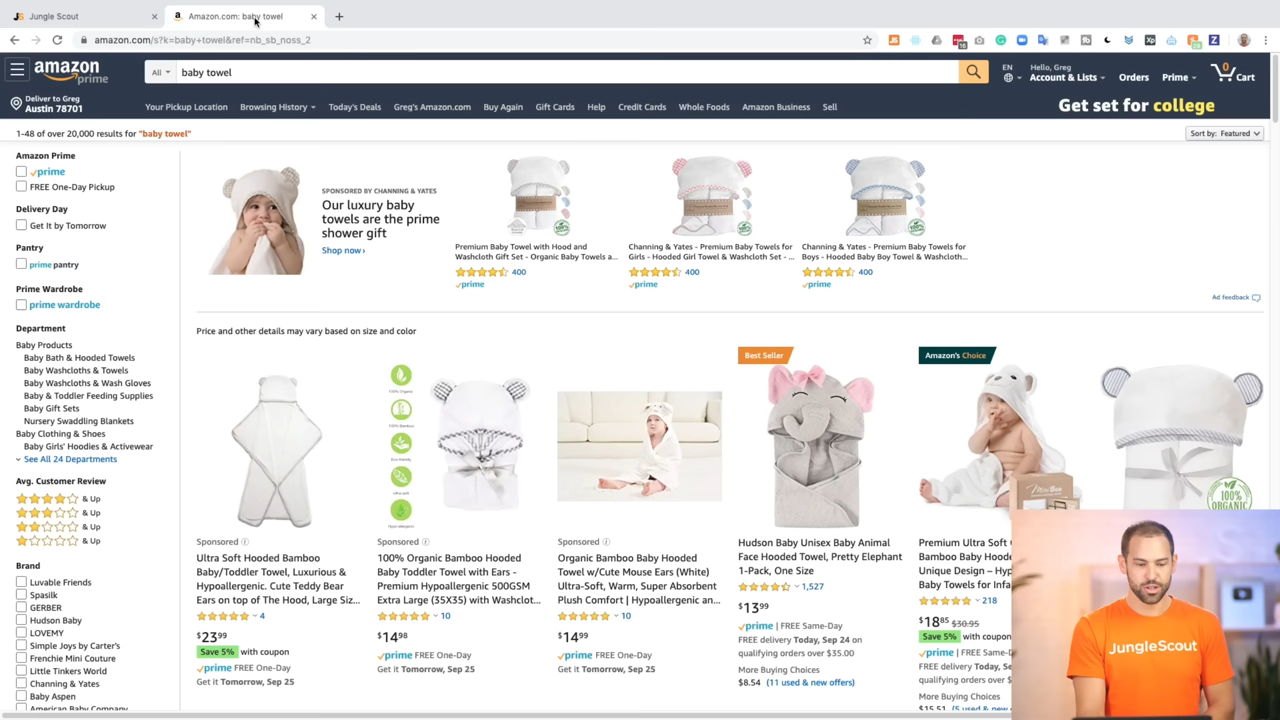 Jungle Scout
Amazon.com: baby towel
amazon.com/s?k=baby+towel&ref=nb_sb_noss_2
amazon
prime
All
baby towel
EN
Hello, Greg
Account & Lists
Orders
Prime
0
Cart
Deliver to Greg
Austin 78701
Your Pickup Location
Browsing History
Today's Deals
Greg's Amazon.com
Buy Again
Gift Cards
Help
Credit Cards
Whole Foods
Amazon Business
Sell
Get set for college
1-48 of over 20,000 results for "baby towel"
Sort by: Featured
Amazon Prime
prime
FREE One-Day Pickup
Delivery Day
Get It by Tomorrow
Pantry
prime pantry
Prime Wardrobe
prime wardrobe
Department
Baby Products
Baby Bath & Hooded Towels
Baby Washcloths & Towels
Baby Washcloths & Wash Gloves
Baby & Toddler Feeding Supplies
Baby Gift Sets
Nursery Swaddling Blankets
Baby Clothing & Shoes
Baby Girls' Hoodies & Activewear
See All 24 Departments
Avg. Customer Review
& Up
& Up
& Up
& Up
Brand
Luvable Friends
Spasilk
GERBER
Hudson Baby
LOVEMY
Simple Joys by Carter's
Frenchie Mini Couture
Little Tinkers World
Channing & Yates
Baby Aspen
American Baby Company
SPONSORED BY CHANNING & YATES
Our luxury baby
towels are the prime
shower gift
Shop now ›
Premium Baby Towel with Hood and
Washcloth Gift Set - Organic Baby Towels a...
400
prime
Channing & Yates - Premium Baby Towels for
Girls - Hooded Girl Towel & Washcloth Set - ...
400
prime
Channing & Yates - Premium Baby Towels for
Boys - Hooded Baby Boy Towel & Washcloth...
400
prime
Ad feedback
Price and other details may vary based on size and color
Sponsored
Ultra Soft Hooded Bamboo
Baby/Toddler Towel, Luxurious &
Hypoallergenic. Cute Teddy Bear
Ears on top of The Hood, Large Siz...
4
$23 99
Save 5% with coupon
prime FREE One-Day
Get it Tomorrow, Sep 25
Sponsored
100% Organic Bamboo Hooded
Baby Toddler Towel with Ears -
Premium Hypoallergenic 500GSM
Extra Large (35X35) with Washclot...
10
$14 98
prime FREE One-Day
Get it Tomorrow, Sep 25
Sponsored
Organic Bamboo Baby Hooded
Towel w/Cute Mouse Ears (White)
Ultra-Soft, Warm, Super Absorbent
Plush Comfort | Hypoallergenic an...
10
$14 99
prime FREE One-Day
Get it Tomorrow, Sep 25
Best Seller
Hudson Baby Unisex Baby Animal
Face Hooded Towel, Pretty Elephant
1-Pack, One Size
1,527
$13 99
prime | FREE Same-Day
FREE delivery Today, Sep 24 on
qualifying orders over $35.00
More Buying Choices
$8.54 (11 used & new offers)
Amazon's Choice
100%
ORGANIC
Premium Ultra Soft
Bamboo Baby Hoode
Unique Design – Hyp
Baby Towels for Infa
218
$18 85 $30.95
Save 5% with coupon
prime | FREE Same-
FREE delivery Today, Se
qualifying orders over $
More Buying Choices
$15.51 (5 used & new
JungleScout